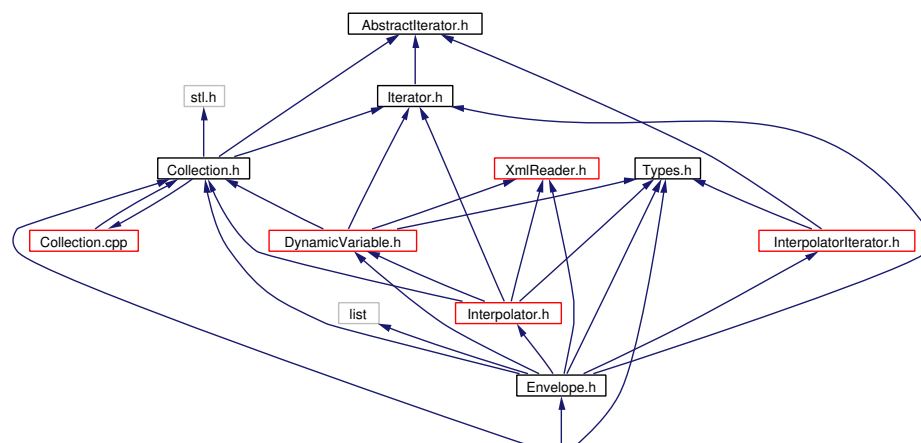 AbstractIterator.h
stl.h
Iterator.h
Collection.h
XmlReader.h
Types.h
Collection.cpp
DynamicVariable.h
InterpolatorIterator.h
list
Interpolator.h
Envelope.h